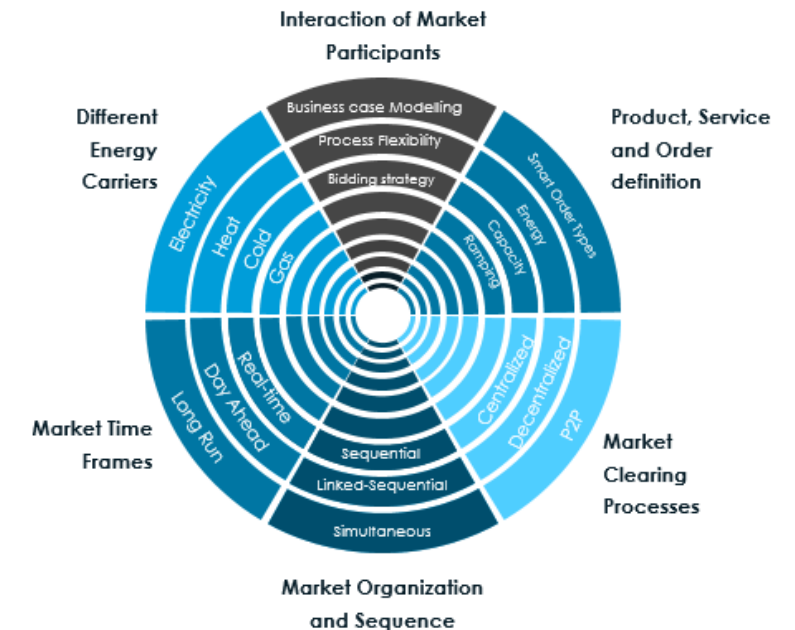 Interaction of Market
Participants
Different
Energy
Carriers
Product, Service
and Order
definition
Business case Modelling
Process Flexibility
Bidding strategy
Electricity
Heat
Cold
Gas
Smart Order Types
Energy
Capacity
Ramping
Long Run
Day Ahead
Real-time
Centralized
Decentralized
P2P
Sequential
Linked-Sequential
Simultaneous
Market Time
Frames
Market
Clearing
Processes
Market Organization
and Sequence